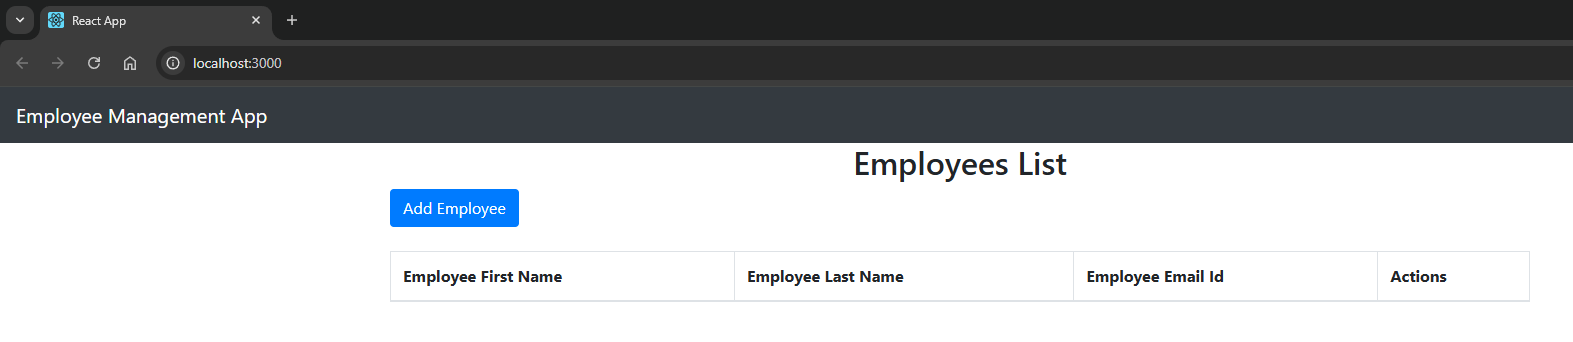 React App
localhost:3000
Employee Management App
Employees List
Add Employee
Employee First Name Employee Last Name Employee Email Id Actions